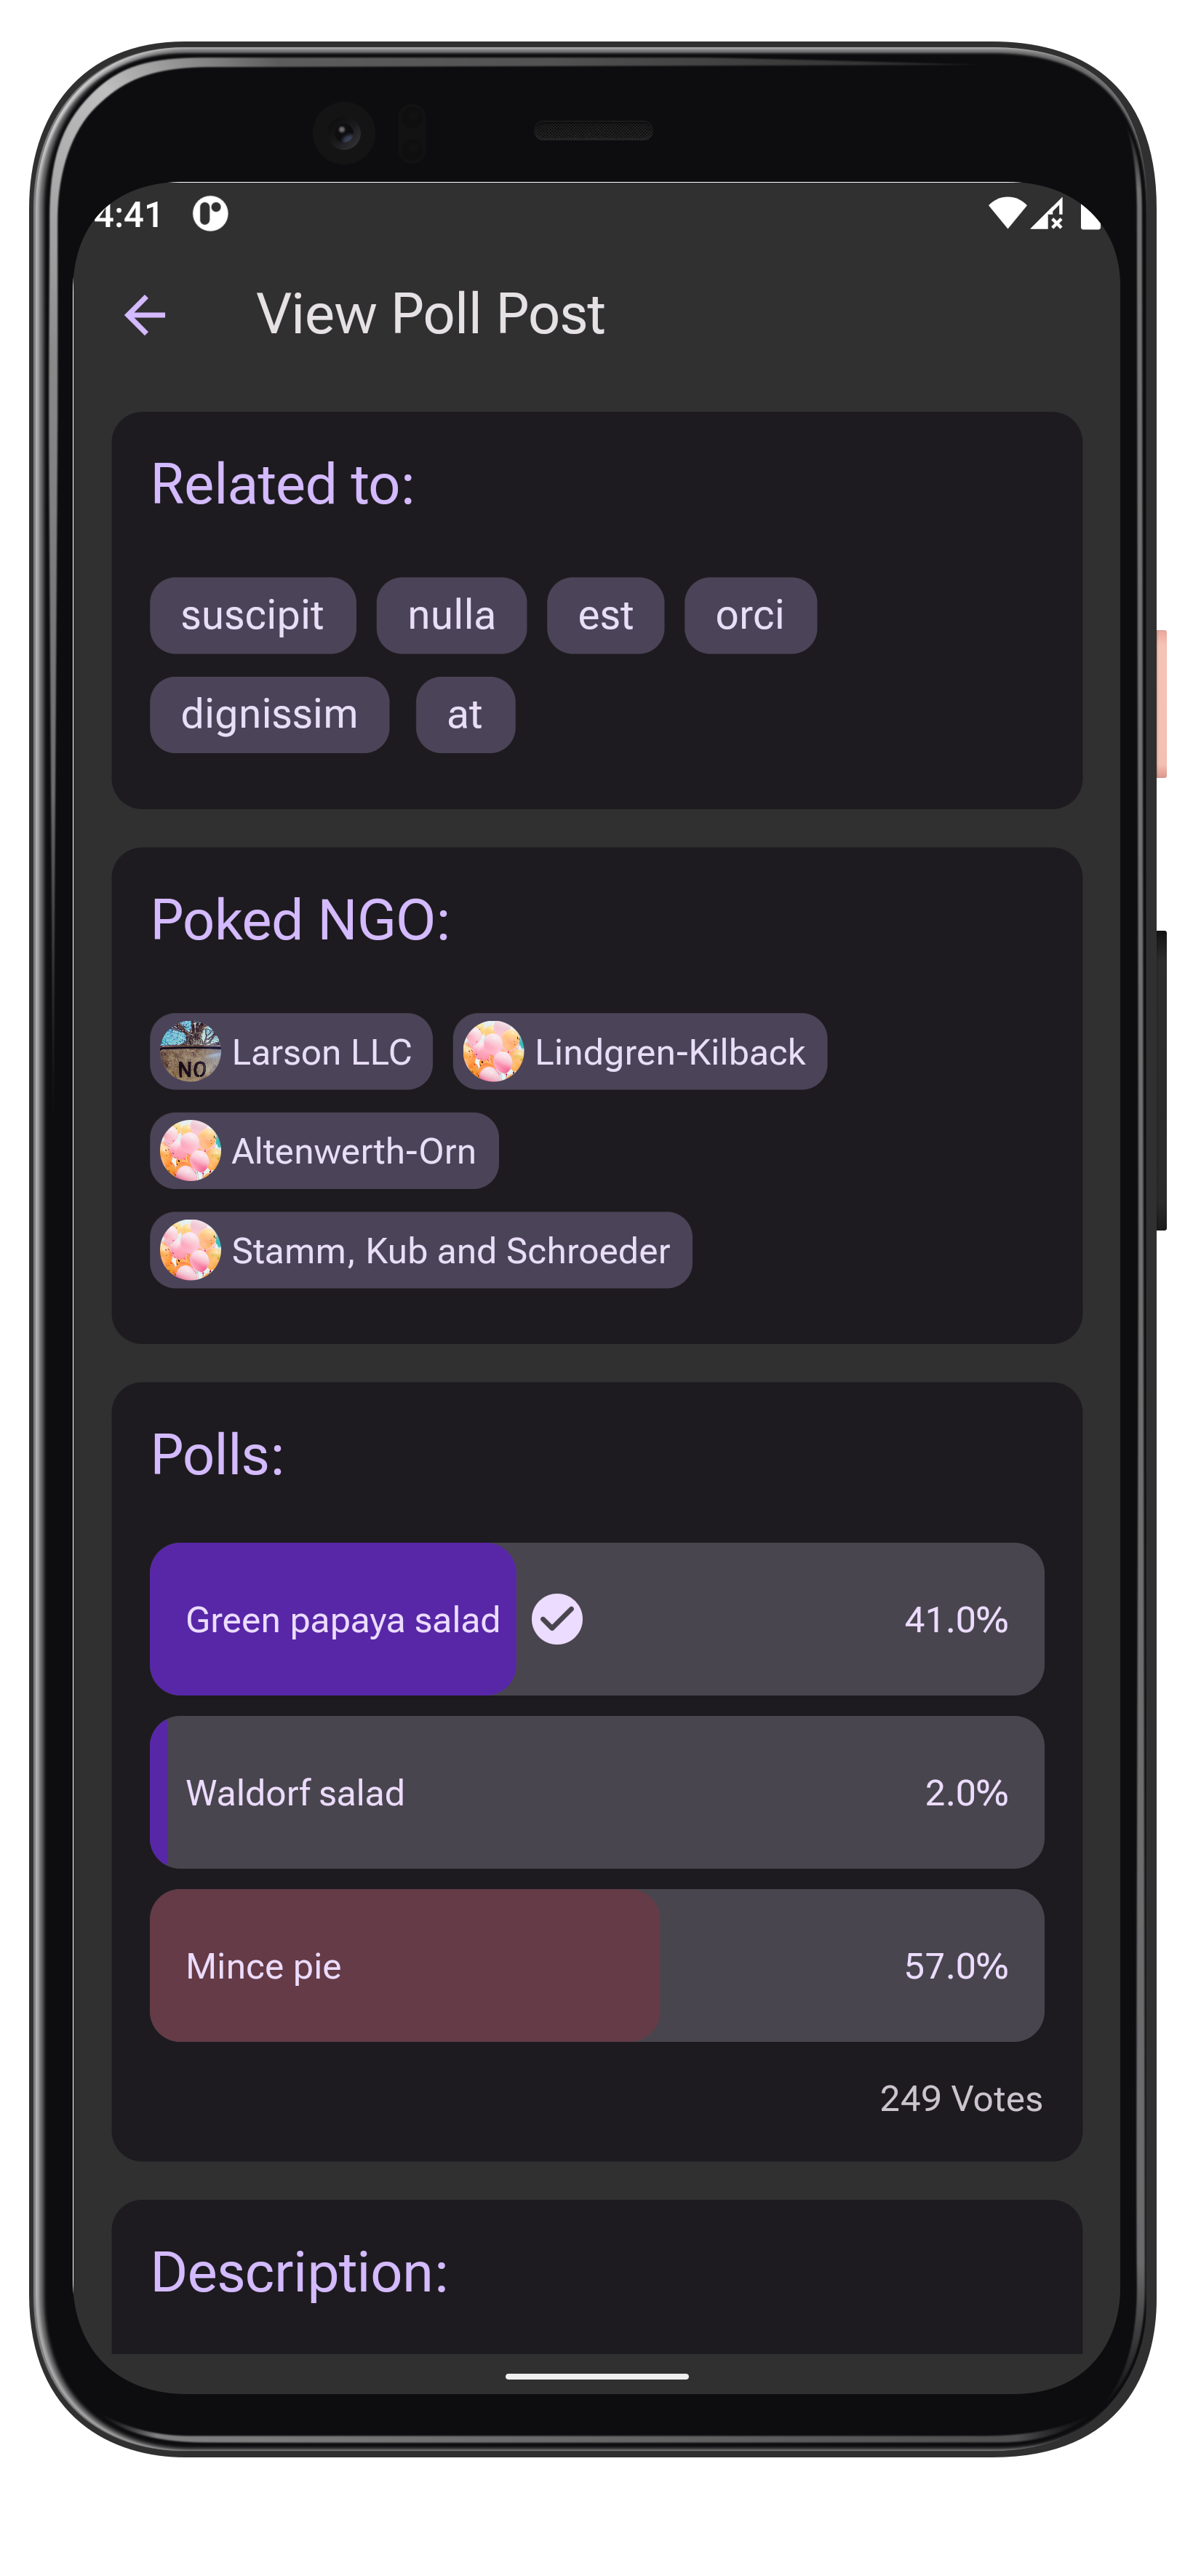 4:41
View Poll Post
Related to:
suscipit nulla est orci
dignissim at
Poked NGO:
NO Larson LLC Lindgren-Kilback
Altenwerth-Orn
Stamm, Kub and Schroeder
Polls:
Green papaya salad 41.0%
Waldorf salad 2.0%
Mince pie 57.0%
249 Votes
Description: